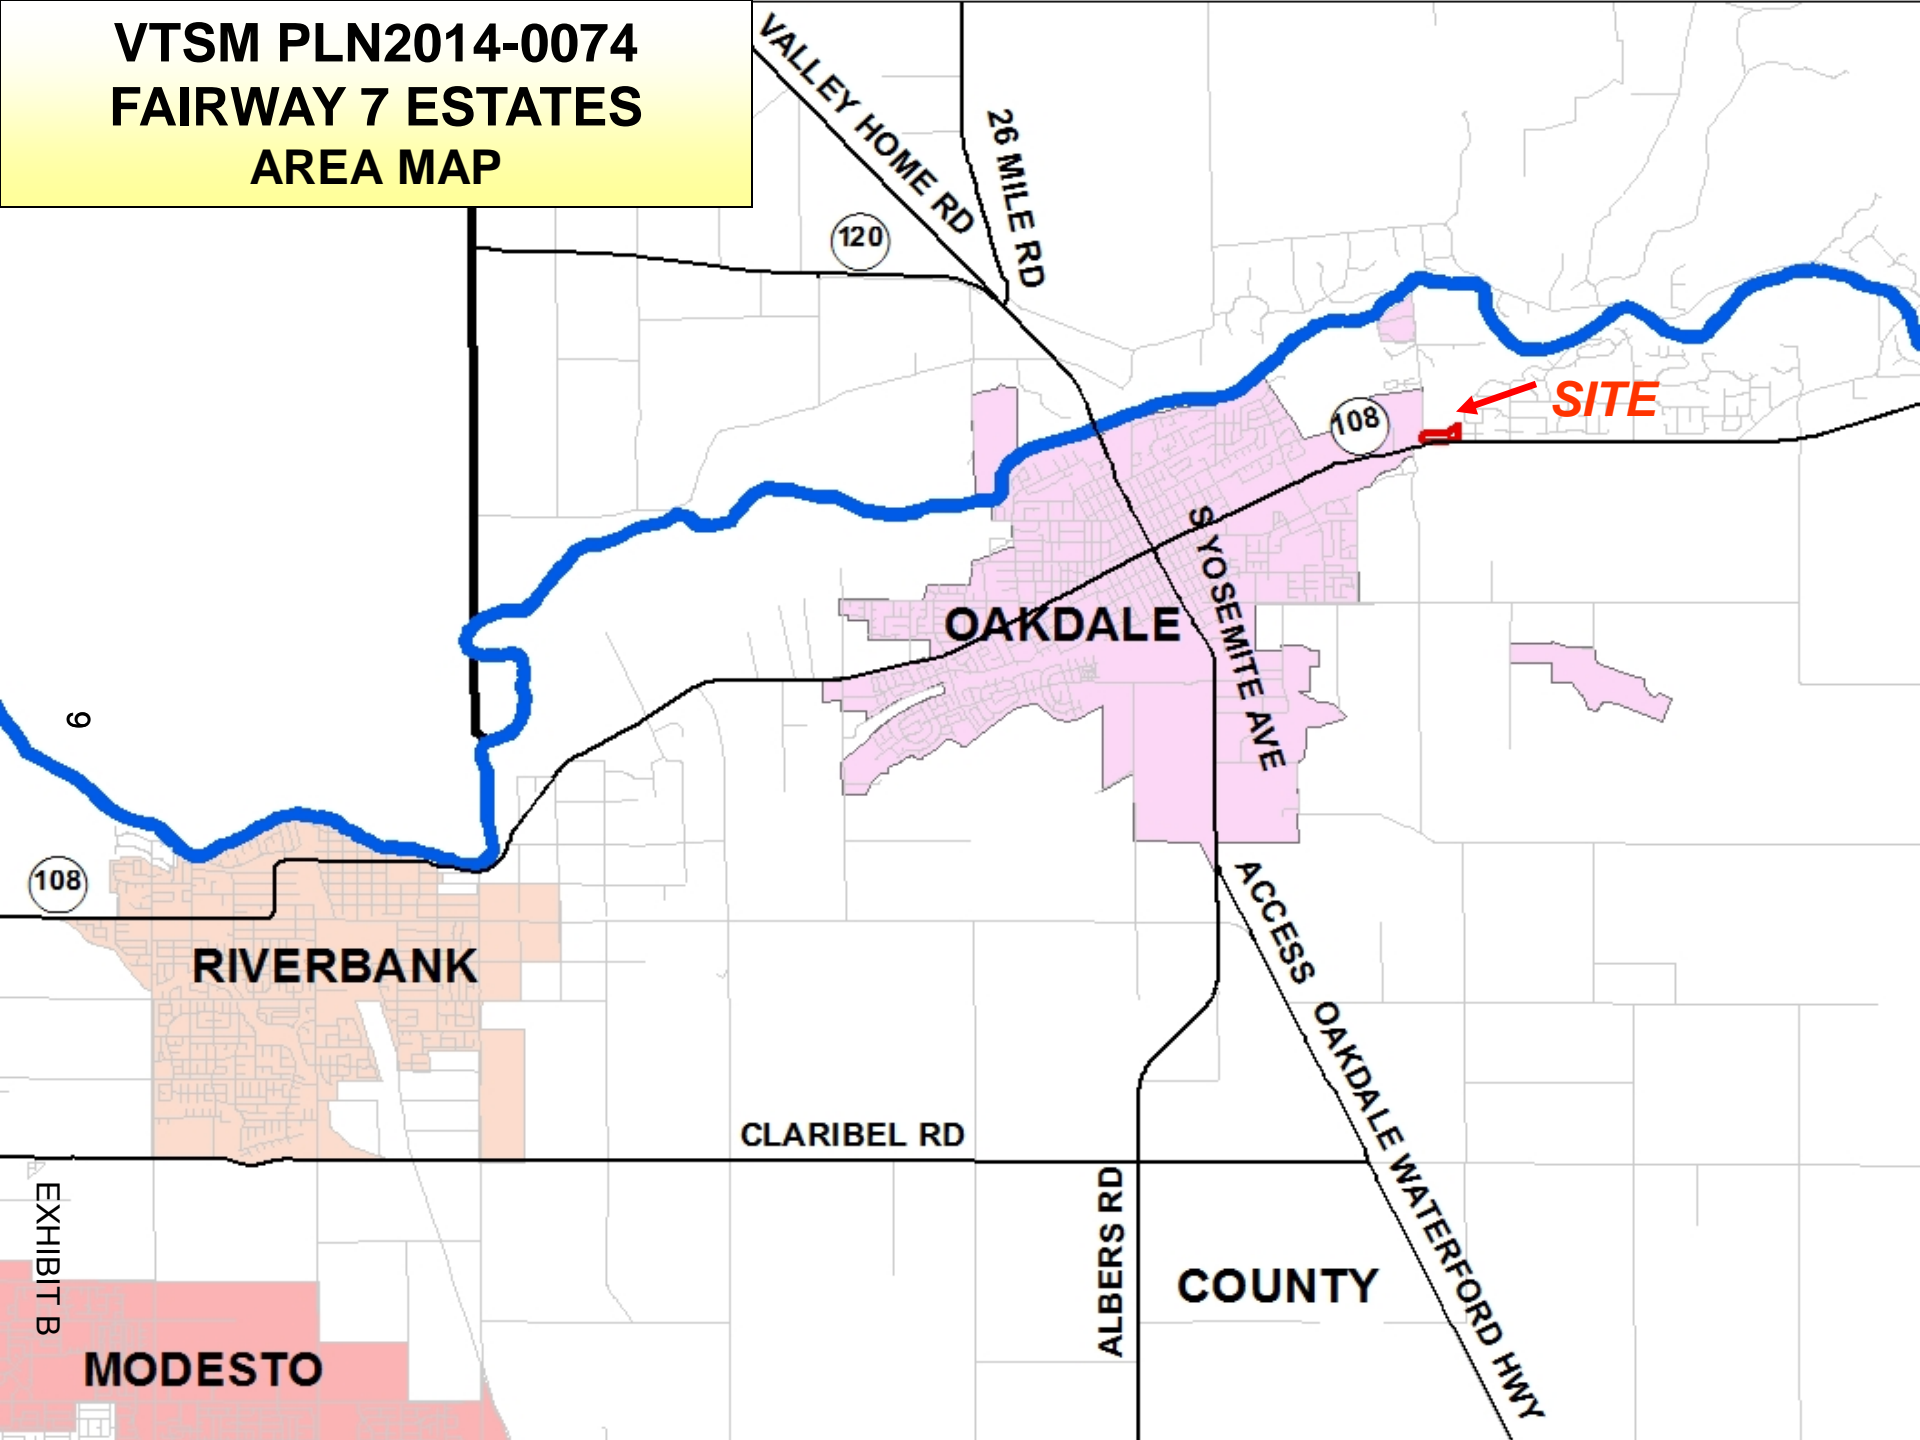 VTSM PLN2014-0074
FAIRWAY 7 ESTATES
AREA MAP
VALLEY HOME RD
26 MILE RD
120
SITE
108
S YOSEMITE AVE
OAKDALE
9
108
RIVERBANK
ACCESS OAKDALE WATERFORD HWY
CLARIBEL RD
ALBERS RD
EXHIBIT B
COUNTY
MODESTO